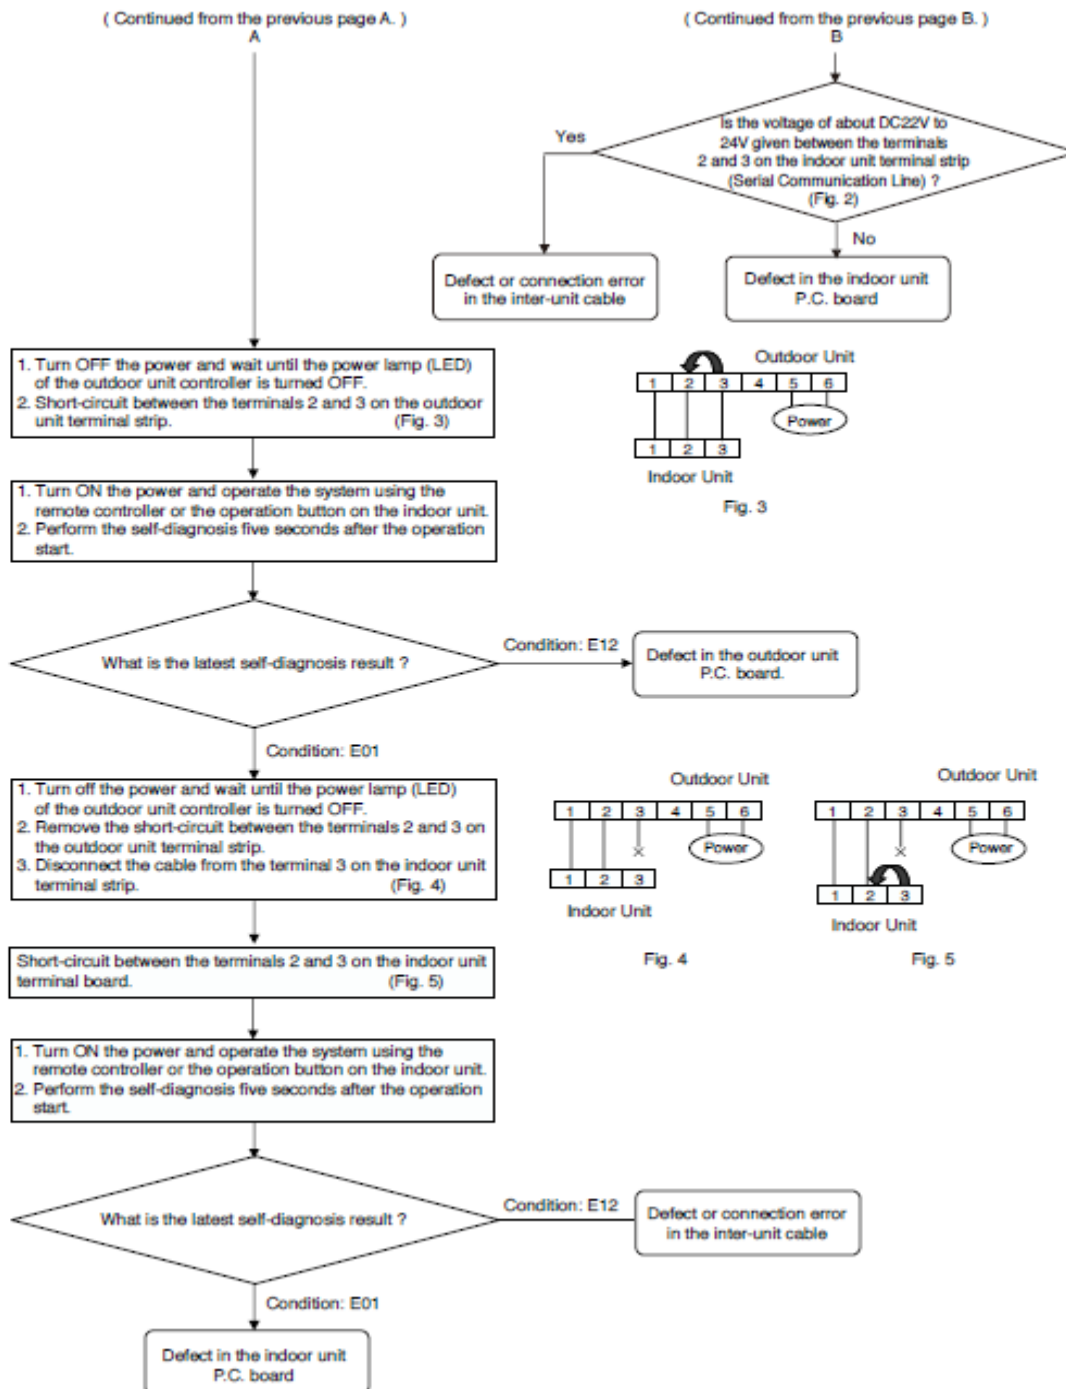 ( Continued from the previous page A. )
A
( Continued from the previous page B. )
B
Is the voltage of about DC22V to
24V given between the terminals
2 and 3 on the indoor unit terminal strip
(Serial Communication Line) ?
(Fig. 2)
Yes
No
Defect or connection error
in the inter-unit cable
Defect in the indoor unit
P.C. board
1. Turn OFF the power and wait until the power lamp (LED)
of the outdoor unit controller is turned OFF.
2. Short-circuit between the terminals 2 and 3 on the outdoor
unit terminal strip. (Fig. 3)
Outdoor Unit
1 2 3 4 5 6
Power
1 2 3
Indoor Unit
Fig. 3
1. Turn ON the power and operate the system using the
remote controller or the operation button on the indoor unit.
2. Perform the self-diagnosis five seconds after the operation
start.
What is the latest self-diagnosis result ?
Condition: E12
Defect in the outdoor unit
P.C. board.
Condition: E01
1. Turn off the power and wait until the power lamp (LED)
of the outdoor unit controller is turned OFF.
2. Remove the short-circuit between the terminals 2 and 3 on
the outdoor unit terminal strip.
3. Disconnect the cable from the terminal 3 on the indoor unit
terminal strip. (Fig. 4)
Outdoor Unit
1 2 3 4 5 6
Power
1 2 3
Indoor Unit
Fig. 4
Outdoor Unit
1 2 3 4 5 6
Power
1 2 3
Indoor Unit
Fig. 5
Short-circuit between the terminals 2 and 3 on the indoor unit
terminal board. (Fig. 5)
1. Turn ON the power and operate the system using the
remote controller or the operation button on the indoor unit.
2. Perform the self-diagnosis five seconds after the operation
start.
What is the latest self-diagnosis result ?
Condition: E12
Defect or connection error
in the inter-unit cable
Condition: E01
Defect in the indoor unit
P.C. board